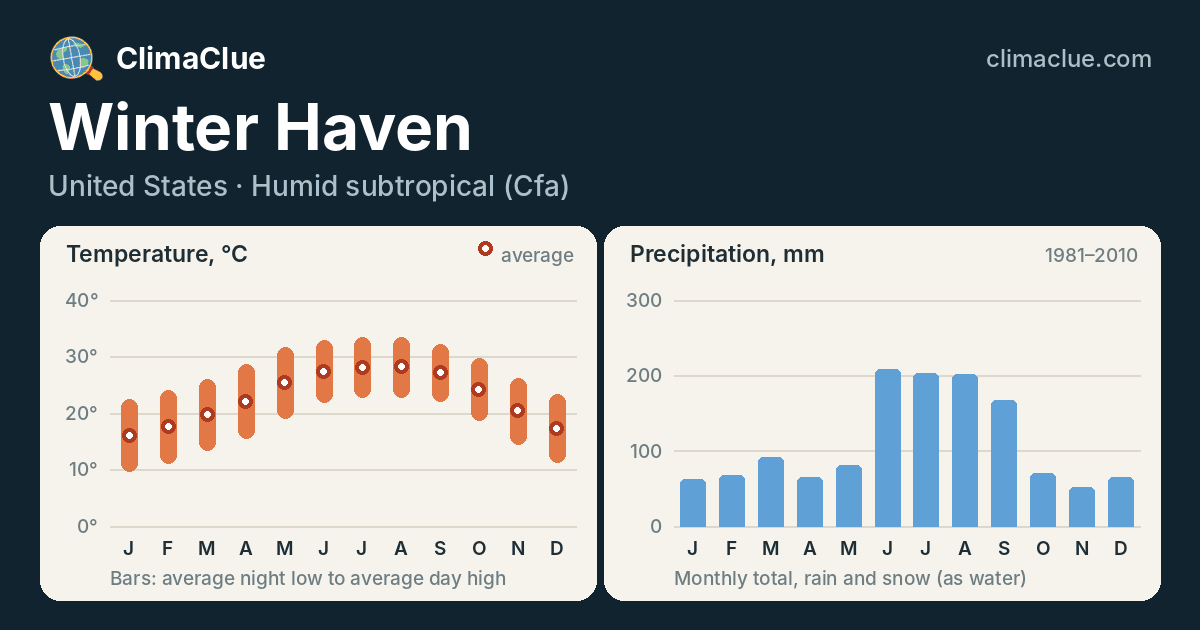 ClimaClue
climaclue.com
Winter Haven
United States · Humid subtropical (Cfa)
Temperature, °C
average
40°
30°
20°
10°
0°
J F M A M J J A S O N D
Bars: average night low to average day high
Precipitation, mm
1981–2010
300
200
100
0
J F M A M J J A S O N D
Monthly total, rain and snow (as water)